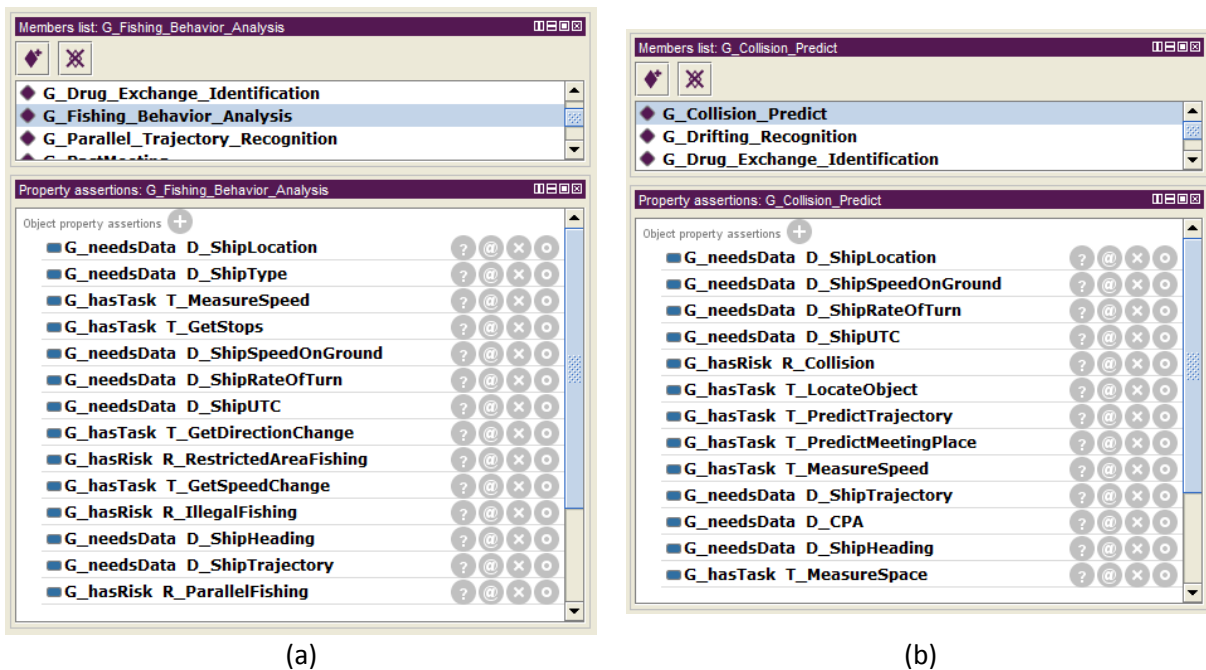 Members list: G_Fishing_Behavior_Analysis
G_Drug_Exchange_Identification
G_Fishing_Behavior_Analysis
G_Parallel_Trajectory_Recognition
Property assertions: G_Fishing_Behavior_Analysis
Object property assertions
G_needsData D_ShipLocation
G_needsData D_ShipType
G_hasTask T_MeasureSpeed
G_hasTask T_GetStops
G_needsData D_ShipSpeedOnGround
G_needsData D_ShipRateOfTurn
G_needsData D_ShipUTC
G_hasTask T_GetDirectionChange
G_hasRisk R_RestrictedAreaFishing
G_hasTask T_GetSpeedChange
G_hasRisk R_IllegalFishing
G_needsData D_ShipHeading
G_needsData D_ShipTrajectory
G_hasRisk R_ParallelFishing
(a)
Members list: G_Collision_Predict
G_Collision_Predict
G_Drifting_Recognition
G_Drug_Exchange_Identification
Property assertions: G_Collision_Predict
Object property assertions
G_needsData D_ShipLocation
G_needsData D_ShipSpeedOnGround
G_needsData D_ShipRateOfTurn
G_needsData D_ShipUTC
G_hasRisk R_Collision
G_hasTask T_LocateObject
G_hasTask T_PredictTrajectory
G_hasTask T_PredictMeetingPlace
G_hasTask T_MeasureSpeed
G_needsData D_ShipTrajectory
G_needsData D_CPA
G_needsData D_ShipHeading
G_hasTask T_MeasureSpace
(b)